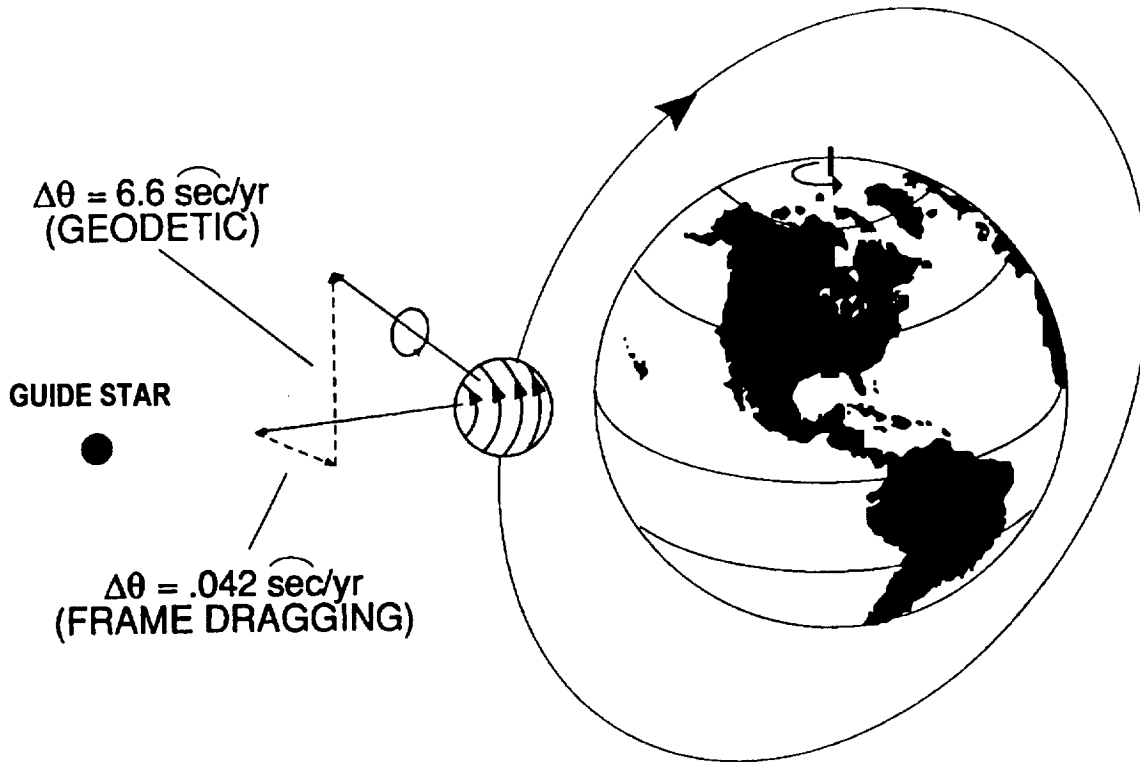 Δθ = 6.6 sec/yr
(GEODETIC)
GUIDE STAR
Δθ = .042 sec/yr
(FRAME DRAGGING)